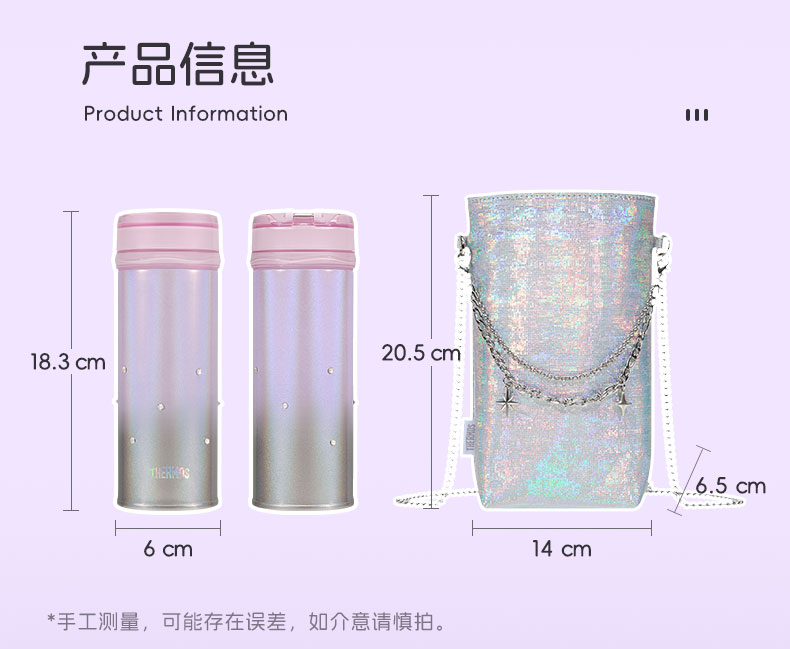 产品信息
Product Information
18.3 cm
20.5 cm
THERMOS
THERMOS
6.5 cm
6 cm
14 cm
*手工测量，可能存在误差，如介意请慎拍。